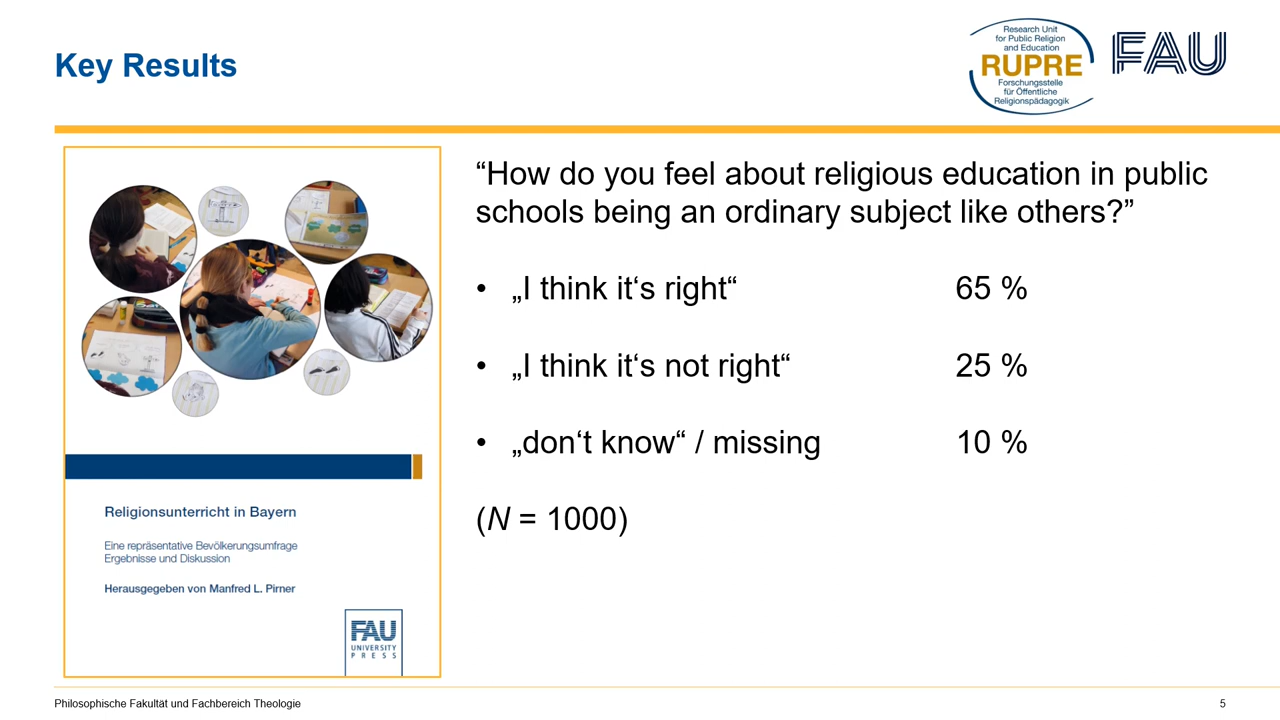 Key Results
Research Unit
for Public Religion
and Education
RUPRE
Forschungsstelle
für Öffentliche
Religionspädagogik
FAU
“How do you feel about religious education in public
schools being an ordinary subject like others?”
• „I think it‘s right“ 65 %
• „I think it‘s not right“ 25 %
• „don‘t know“ / missing 10 %
(N = 1000)
Religionsunterricht in Bayern
Eine repräsentative Bevölkerungsumfrage
Ergebnisse und Diskussion
Herausgegeben von Manfred L. Pirner
FAU
UNIVERSITY
PRESS
Philosophische Fakultät und Fachbereich Theologie 5